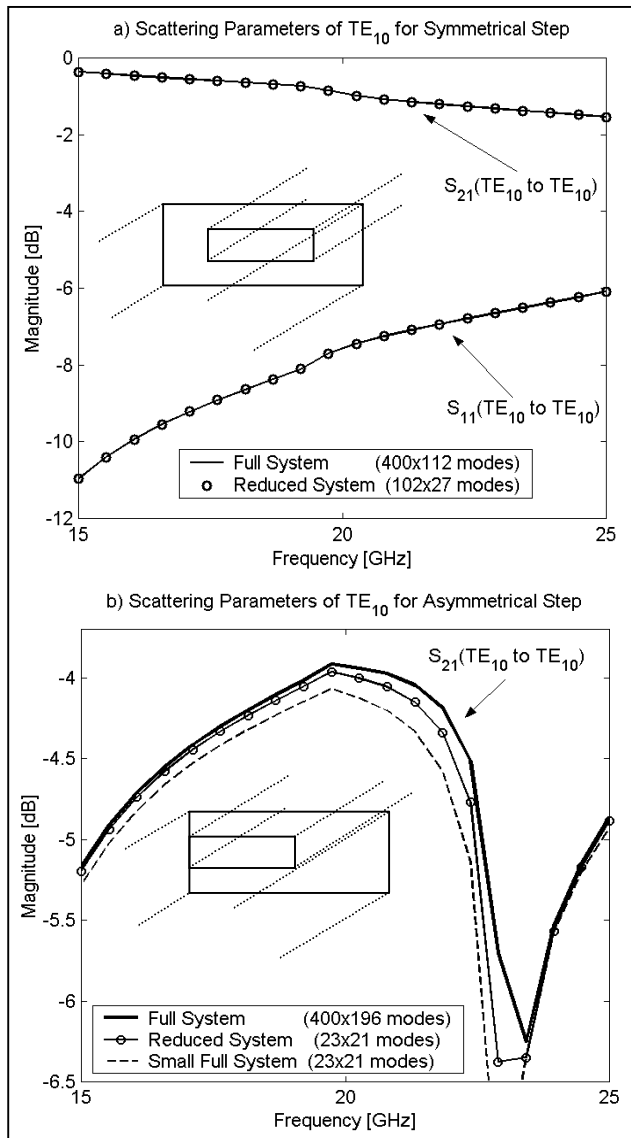 a) Scattering Parameters of TE10 for Symmetrical Step
0
-2
-4
-6
-8
-10
-12
Magnitude [dB]
S21(TE10 to TE10)
S11(TE10 to TE10)
Full System (400x112 modes)
Reduced System (102x27 modes)
15 20 25
Frequency [GHz]
b) Scattering Parameters of TE10 for Asymmetrical Step
-4
-4.5
-5
-5.5
-6
-6.5
Magnitude [dB]
S21(TE10 to TE10)
Full System (400x196 modes)
Reduced System (23x21 modes)
Small Full System (23x21 modes)
15 20 25
Frequency [GHz]